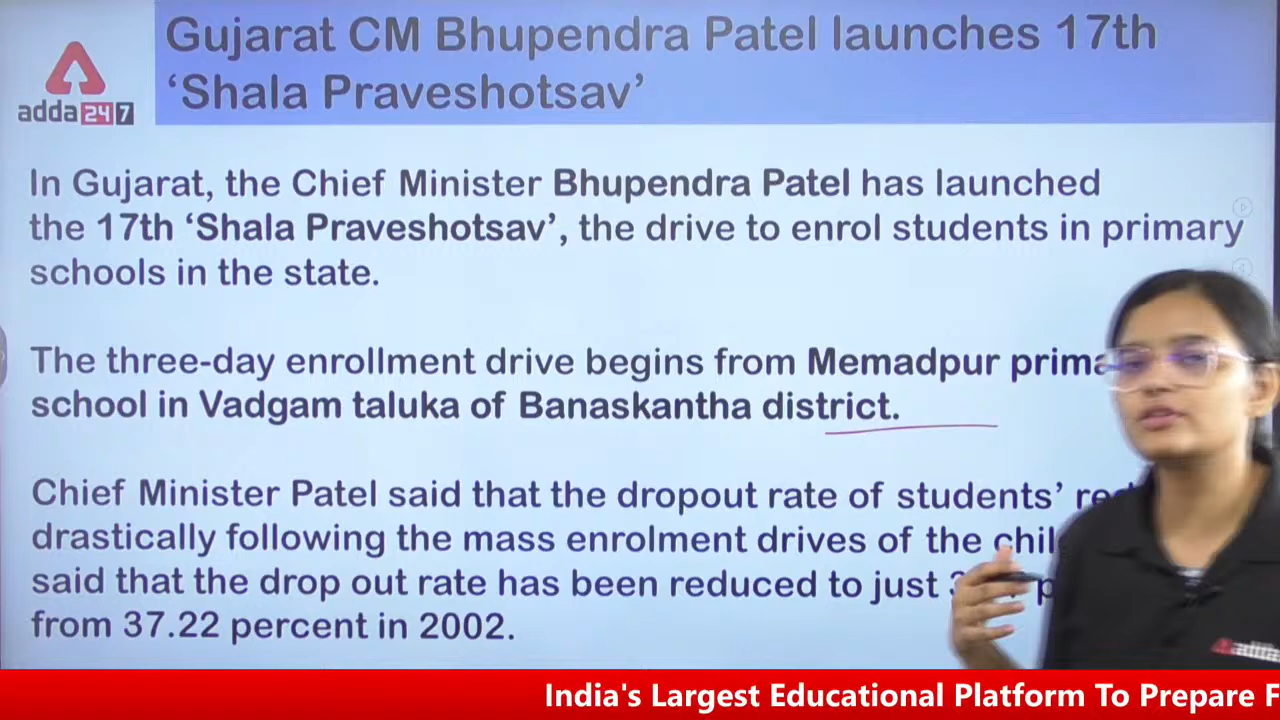 Gujarat CM Bhupendra Patel launches 17th
‘Shala Praveshotsav’
adda 24 7
In Gujarat, the Chief Minister Bhupendra Patel has launched
the 17th ‘Shala Praveshotsav’, the drive to enrol students in primary
schools in the state.
The three-day enrollment drive begins from Memadpur
school in Vadgam taluka of Banaskantha district.
Chief Minister Patel said that the dropout rate of students’
drastically following the mass enrolment drives of the
said that the drop out rate has been reduced to just
from 37.22 percent in 2002.
India's Largest Educational Platform To Prepare